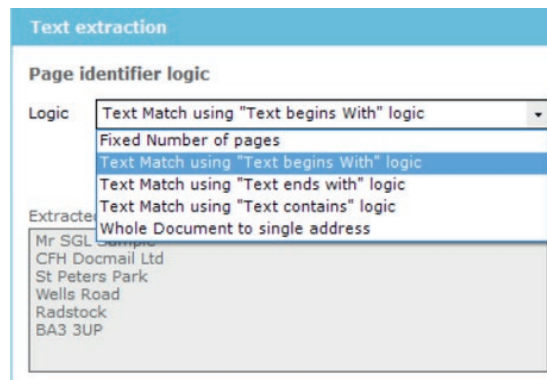 Text extraction
Page identifier logic
Logic Text Match using "Text begins With" logic
Fixed Number of pages
Text Match using "Text begins With" logic
Text Match using "Text ends with" logic
Text Match using "Text contains" logic
Whole Document to single address
Extracted
Mr SGL Sample
CFH Docmail Ltd
St Peters Park
Wells Road
Radstock
BA3 3UP